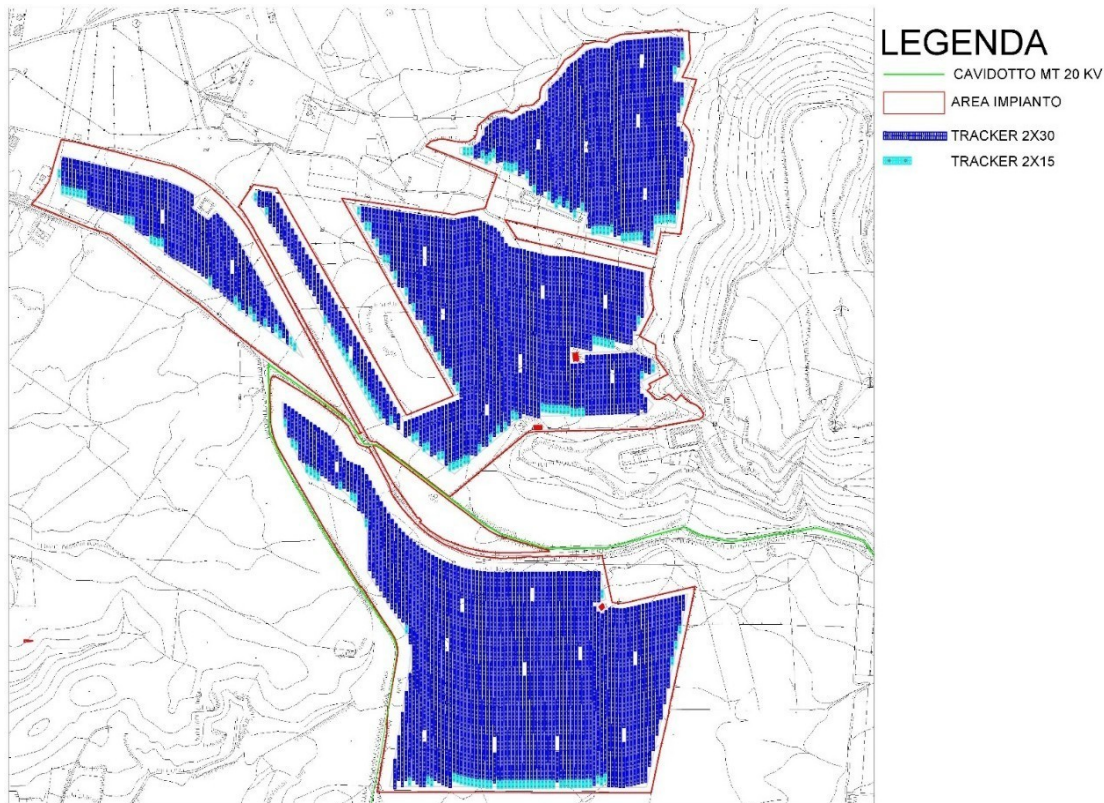 LEGENDA
CAVIDOTTO MT 20 KV
AREA IMPIANTO
TRACKER 2X30
TRACKER 2X15